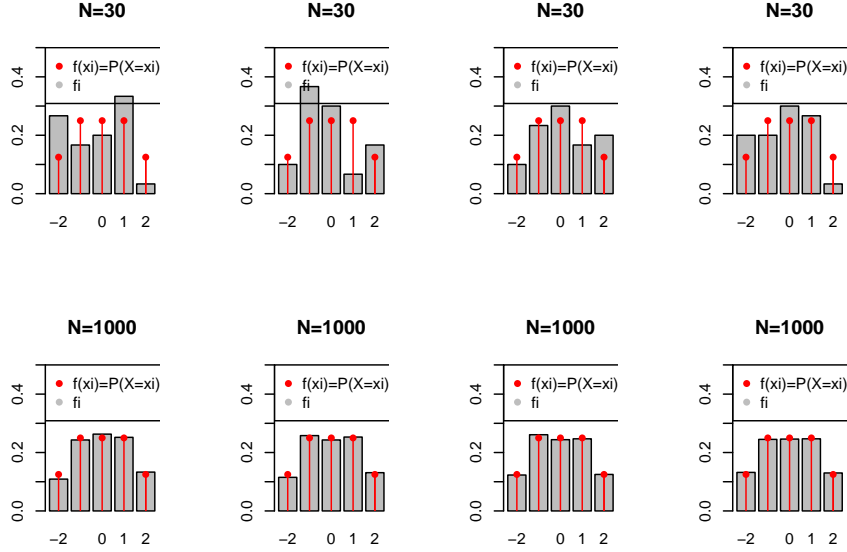 N=30
0.4
0.2
0.0
f(xi)=P(X=xi)
fi
−2 0 1 2
N=30
0.4
0.2
0.0
f(xi)=P(X=xi)
fi
−2 0 1 2
N=30
0.4
0.2
0.0
f(xi)=P(X=xi)
fi
−2 0 1 2
N=30
0.4
0.2
0.0
f(xi)=P(X=xi)
fi
−2 0 1 2
N=1000
0.4
0.2
0.0
f(xi)=P(X=xi)
fi
−2 0 1 2
N=1000
0.4
0.2
0.0
f(xi)=P(X=xi)
fi
−2 0 1 2
N=1000
0.4
0.2
0.0
f(xi)=P(X=xi)
fi
−2 0 1 2
N=1000
0.4
0.2
0.0
f(xi)=P(X=xi)
fi
−2 0 1 2